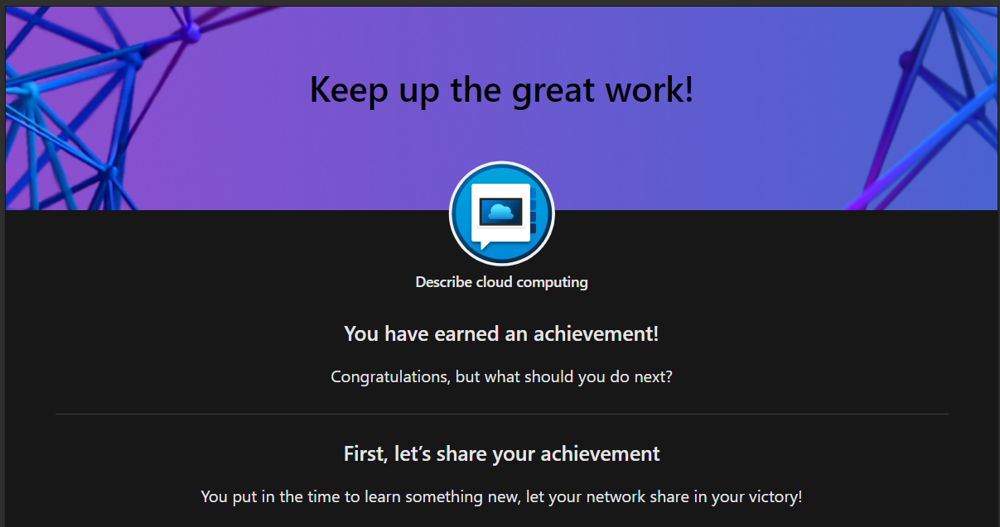 Keep up the great work!
Describe cloud computing
You have earned an achievement!
Congratulations, but what should you do next?
First, let’s share your achievement
You put in the time to learn something new, let your network share in your victory!